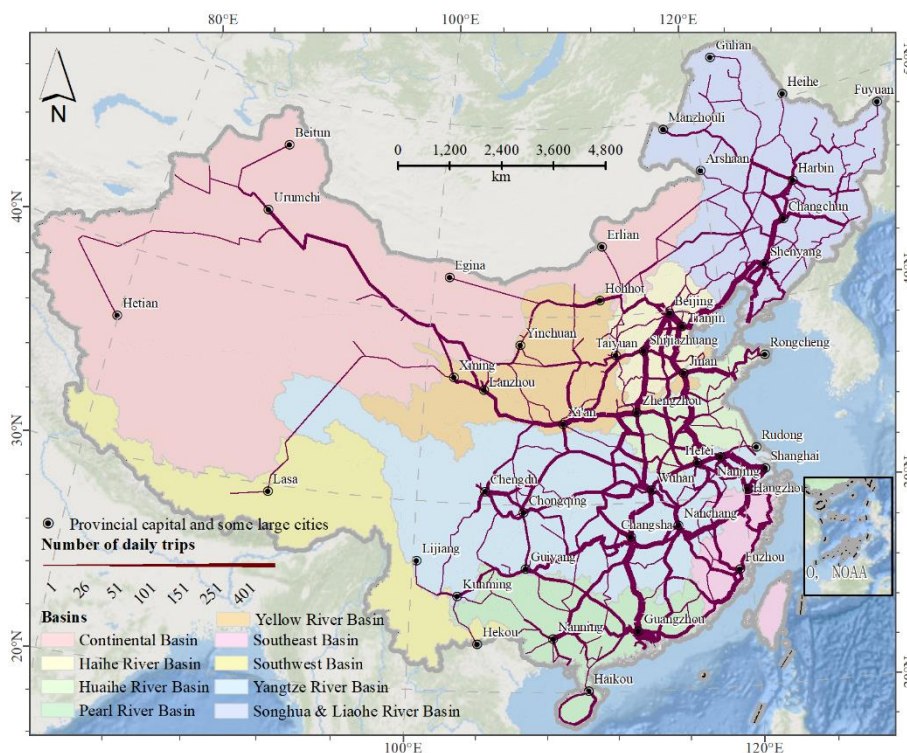 80°E
100°E
120°E
60°N
Gulian
Heihe
Fuyuan
N
Manzhouli
Beitun
Arshaan
Harbin
0 1,200 2,400 3,600 4,800
km
Urumchi
Changchun
40°N
Erlian
Shenyang
Egina
Hohhot
Beijing
Hetian
Tianjin
Yinchuan
Taiyuan
Shijiazhuang
Rongcheng
Jinan
Xining
Lanzhou
Zhengzhou
Xi'an
30°N
Rudong
Hefei
Shanghai
Nanjing
Lasa
Chengdu
Wuhan
Hangzhou
Chongqing
Nanchang
Provincial capital and some large cities
Changsha
Number of daily trips
Lijiang
Guiyang
Fuzhou
O, NOAA
1 26 51 101 151 251 401
Kunming
Basins
Yellow River Basin
Guangzhou
Continental Basin
Southeast Basin
Hekou
Nanning
20°N
Haihe River Basin
Southwest Basin
Huaihe River Basin
Yangtze River Basin
Haikou
Pearl River Basin
Songhua & Liaohe River Basin
100°E
120°E